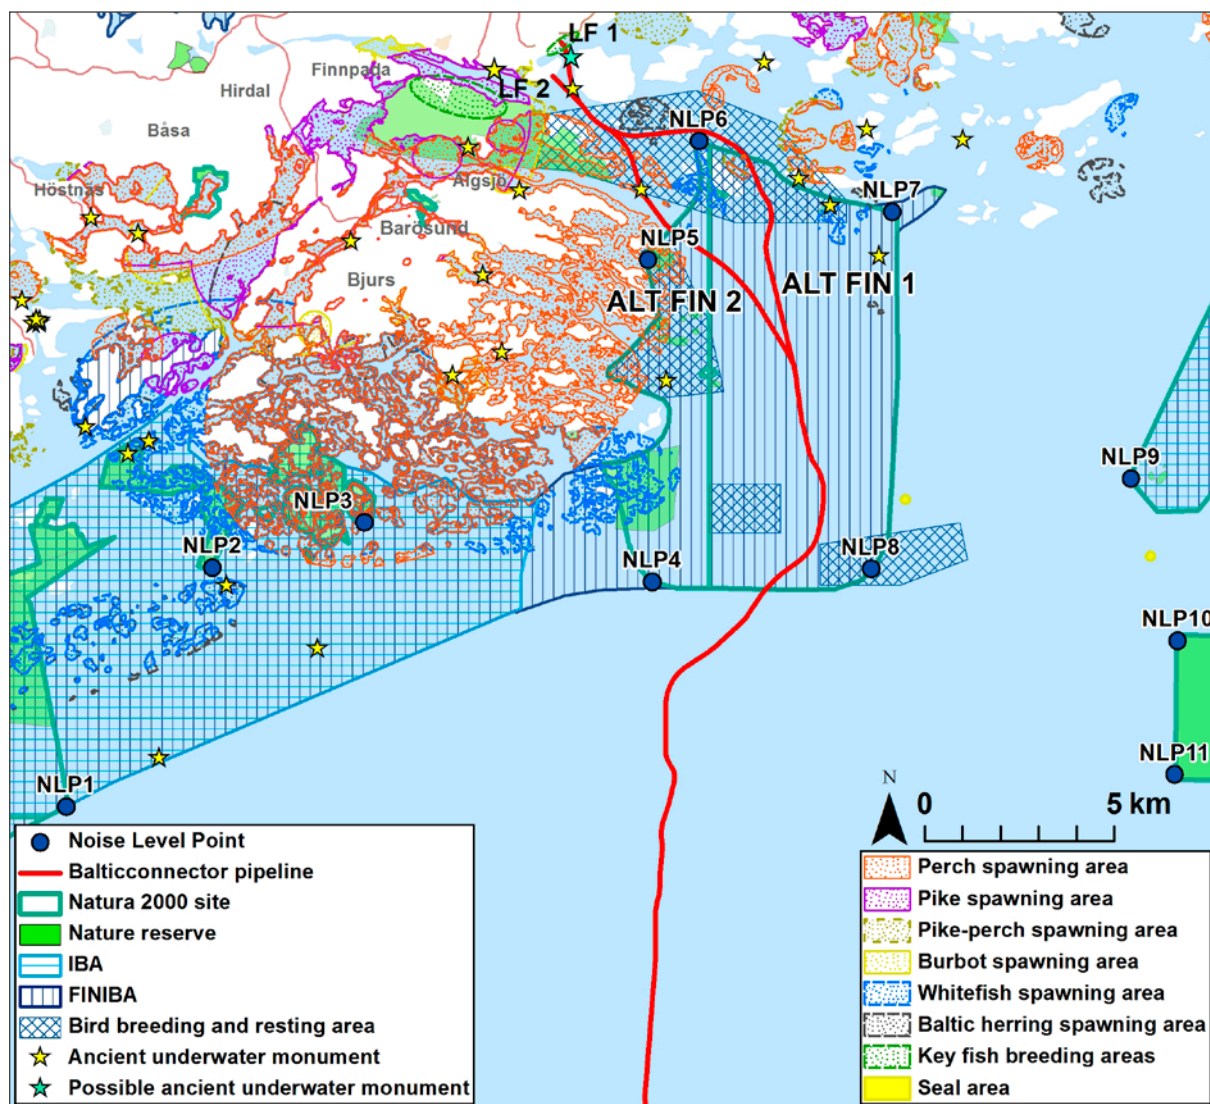 LF 1
Finnpada
LF 2
Hirdal
Båsa
NLP6
Höstnäs
Älgsjö
NLP7
Barösund
NLP5
Bjurs
ALT FIN 2
ALT FIN 1
NLP9
NLP3
NLP2
NLP4
NLP8
NLP10
NLP11
NLP1
N
0 5 km
Noise Level Point
Balticconnector pipeline
Natura 2000 site
Nature reserve
IBA
FINIBA
Bird breeding and resting area
Ancient underwater monument
Possible ancient underwater monument
Perch spawning area
Pike spawning area
Pike-perch spawning area
Burbot spawning area
Whitefish spawning area
Baltic herring spawning area
Key fish breeding areas
Seal area